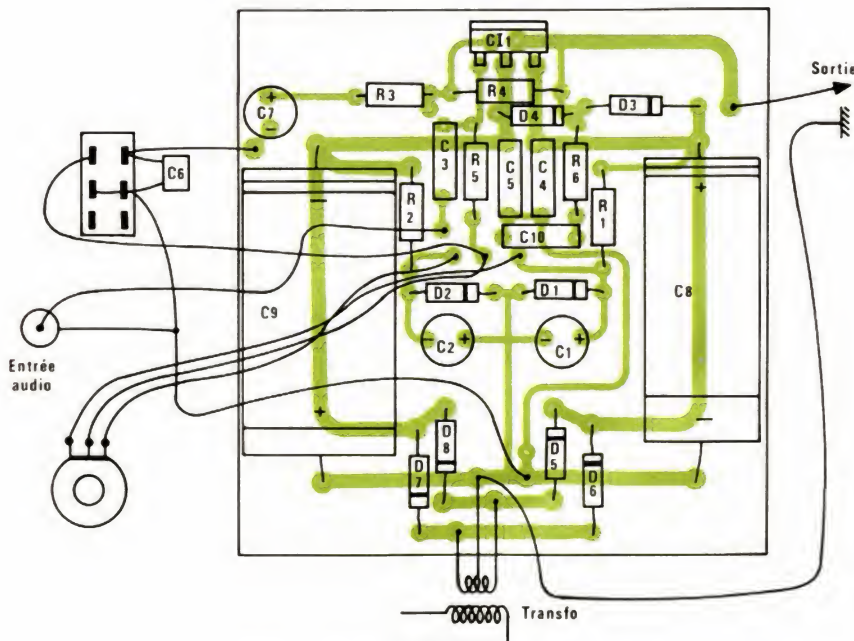 CI1
Sortie
R3
R4
D4
D3
+
C7
–
C6
C3
R5
C5
C4
R6
–
+
R2
R1
C10
C9
D2
D1
C8
Entrée
audio
– C2 +
– C1 +
+
–
D8
D7
D5
D6
Transfo